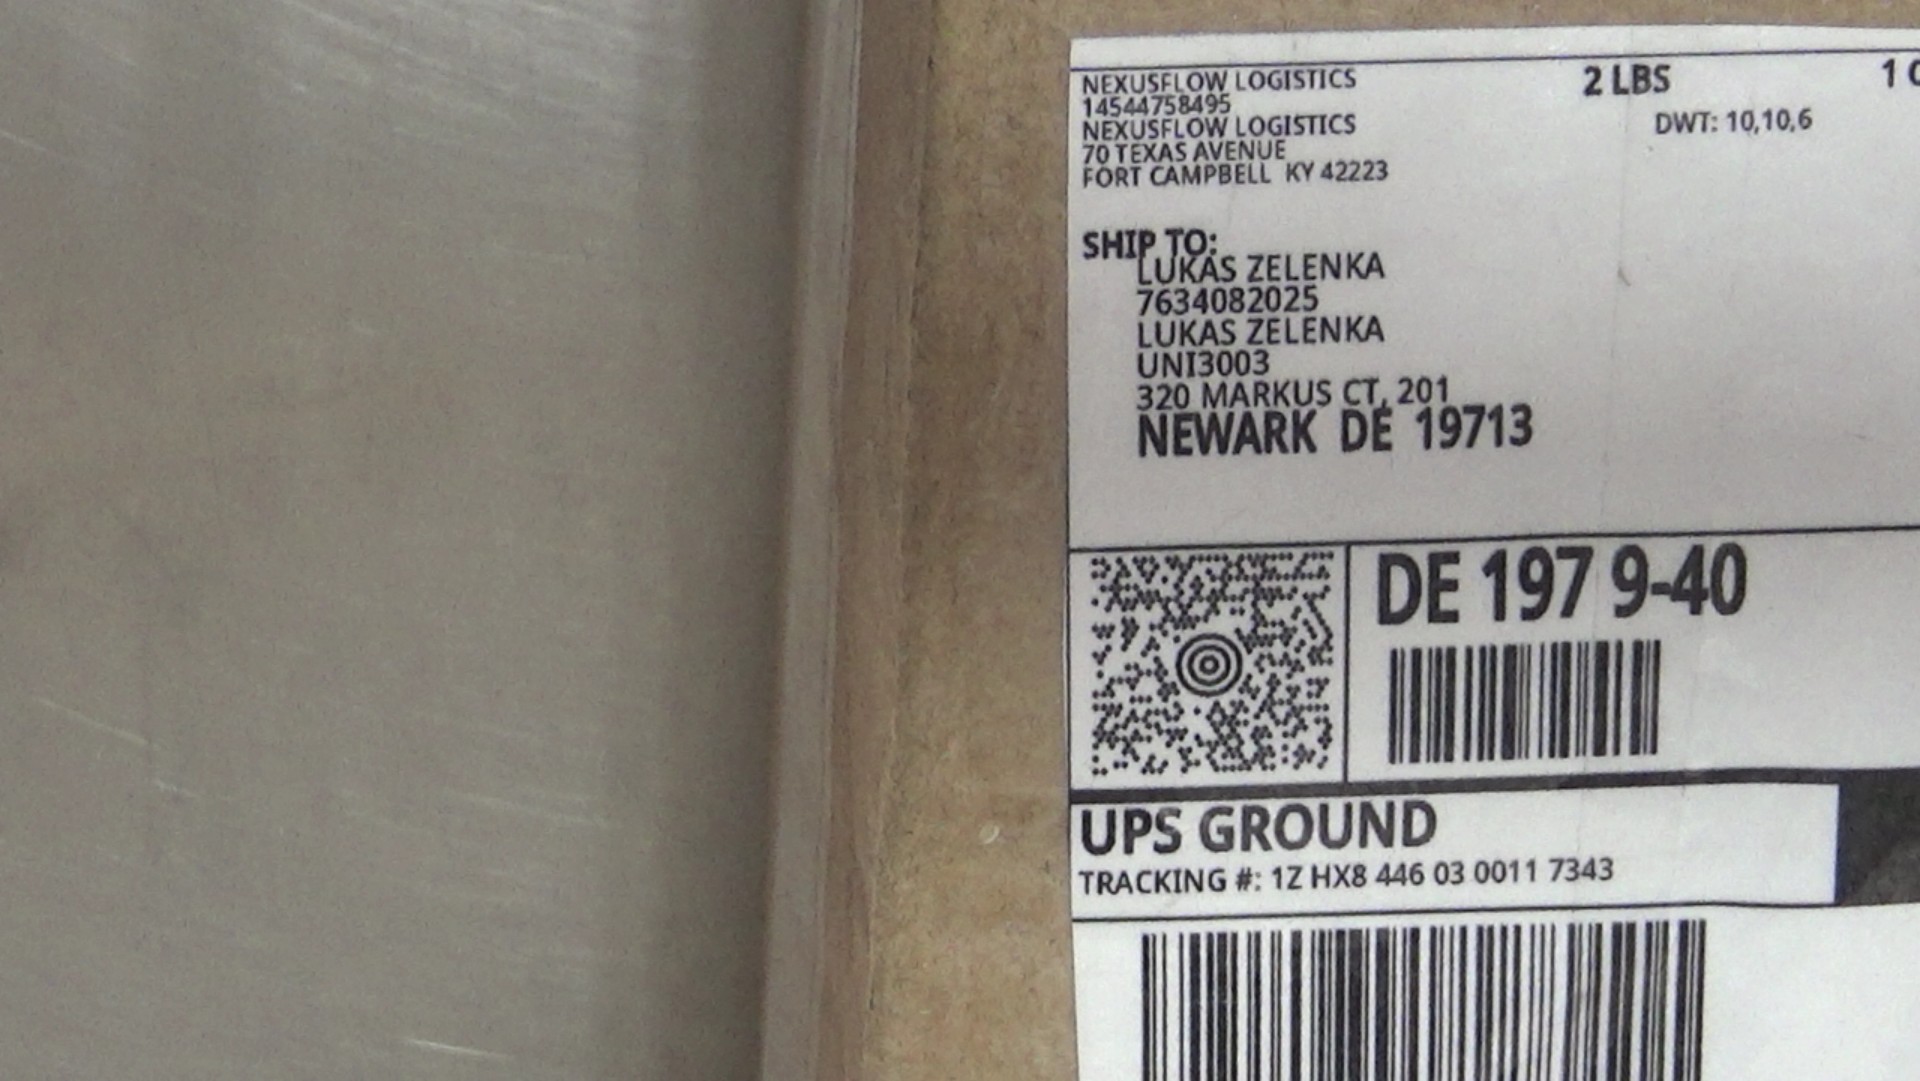 NEXUSFLOW LOGISTICS
14544758495
NEXUSFLOW LOGISTICS
70 TEXAS AVENUE
FORT CAMPBELL KY 42223
2 LBS
1
DWT: 10,10,6
SHIP TO:
LUKAS ZELENKA
7634082025
LUKAS ZELENKA
UNI3003
320 MARKUS CT, 201
NEWARK DE 19713
DE 197 9-40
UPS GROUND
TRACKING #: 1Z HX8 446 03 0011 7343